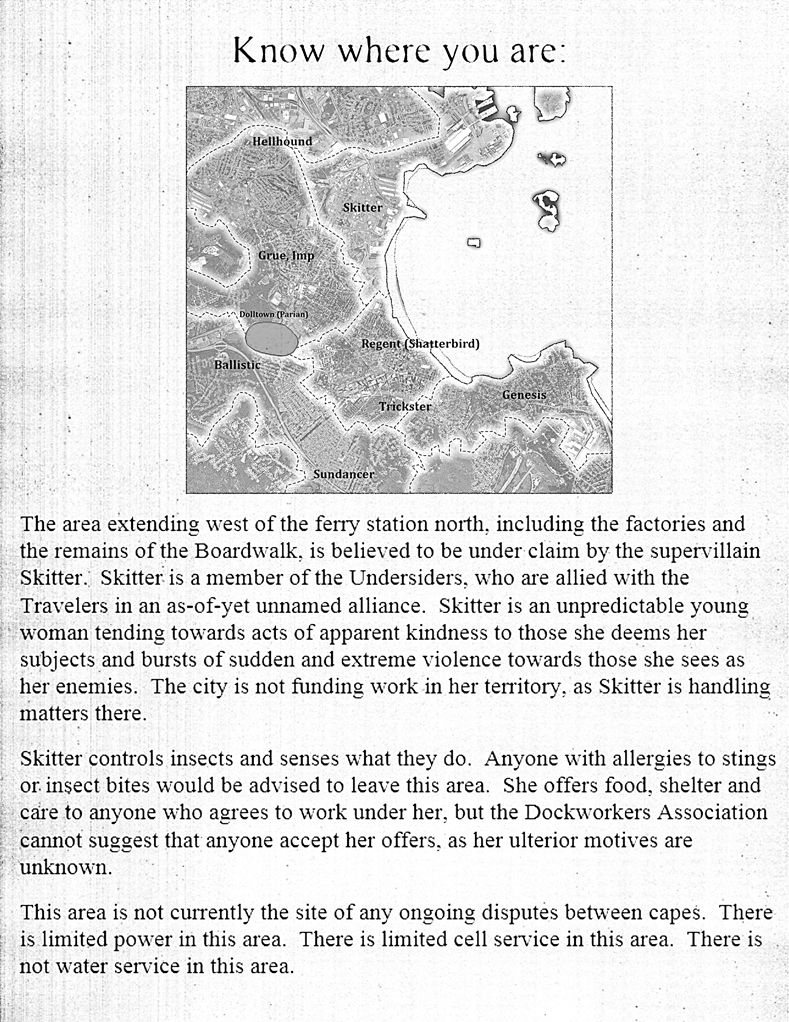 Know where you are:
Hellhound
Skitter
Grue, Imp
Dolltown (Parian)
Regent (Shatterbird)
Ballistic
Genesis
Trickster
Sundancer
The area extending west of the ferry station north, including the factories and
the remains of the Boardwalk, is believed to be under claim by the supervillain
Skitter.  Skitter is a member of the Undersiders, who are allied with the
Travelers in an as-of-yet unnamed alliance.  Skitter is an unpredictable young
woman tending towards acts of apparent kindness to those she deems her
subjects and bursts of sudden and extreme violence towards those she sees as
her enemies.  The city is not funding work in her territory, as Skitter is handling
matters there.
Skitter controls insects and senses what they do.  Anyone with allergies to stings
or insect bites would be advised to leave this area.  She offers food, shelter and
care to anyone who agrees to work under her, but the Dockworkers Association
cannot suggest that anyone accept her offers, as her ulterior motives are
unknown.
This area is not currently the site of any ongoing disputes between capes.  There
is limited power in this area.  There is limited cell service in this area.  There is
not water service in this area.